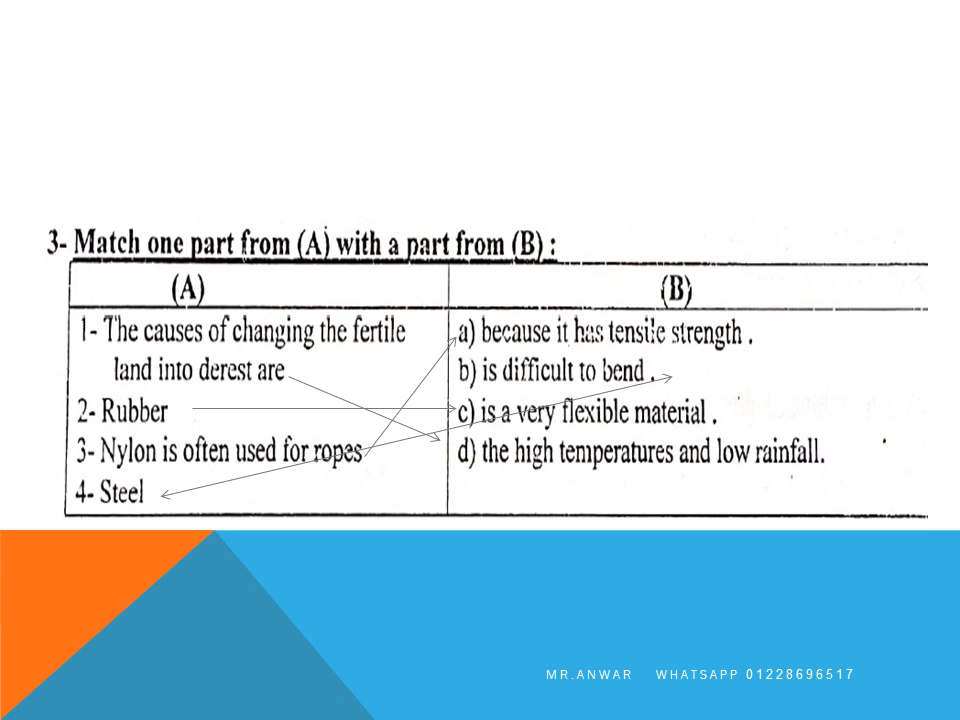 3- Match one part from (A) with a part from (B) :
(A)
(B)
1- The causes of changing the fertile
land into derest are
2- Rubber
3- Nylon is often used for ropes
4- Steel
a) because it has tensile strength .
b) is difficult to bend .
c) is a very flexible material .
d) the high temperatures and low rainfall.
MR.ANWAR WHATSAPP 01228696517